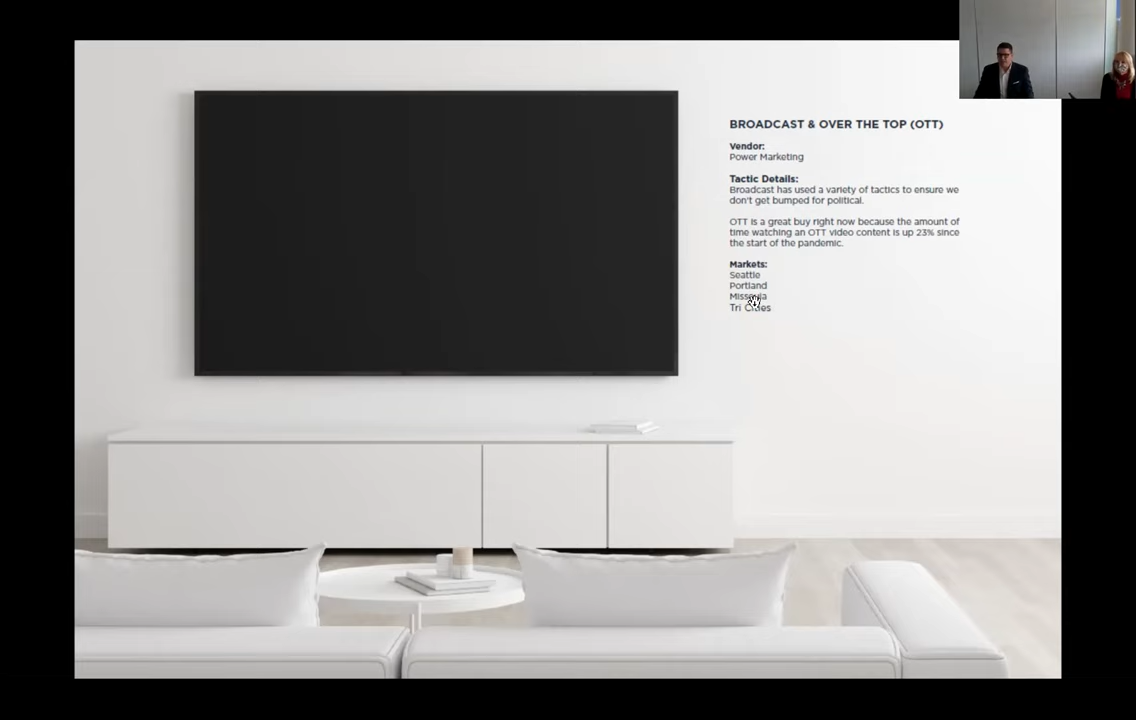 BROADCAST & OVER THE TOP (OTT)
Vendor:
Power Marketing
Tactic Details:
Broadcast has used a variety of tactics to ensure we
don't get bumped for political.
OTT is a great buy right now because the amount of
time watching an OTT video content is up 23% since
the start of the pandemic.
Markets:
Seattle
Portland
Missoula
Tri Cities